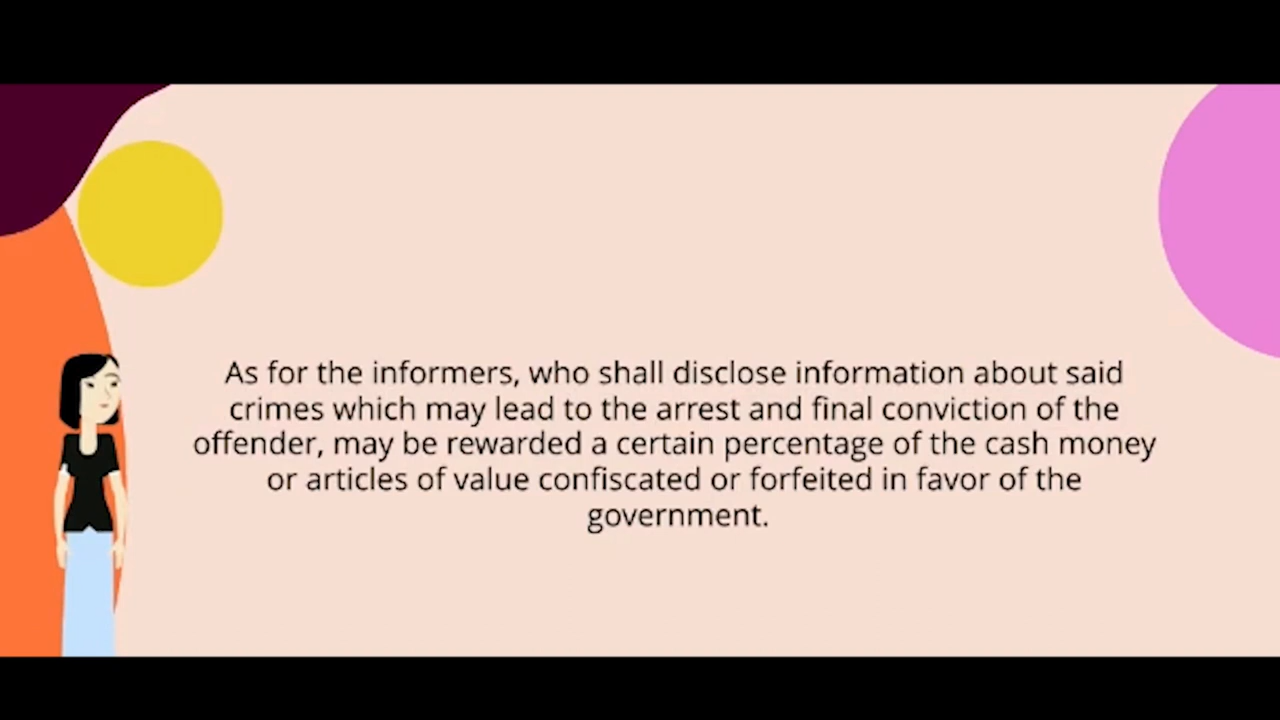 As for the informers, who shall disclose information about said
crimes which may lead to the arrest and final conviction of the
offender, may be rewarded a certain percentage of the cash money
or articles of value confiscated or forfeited in favor of the
government.